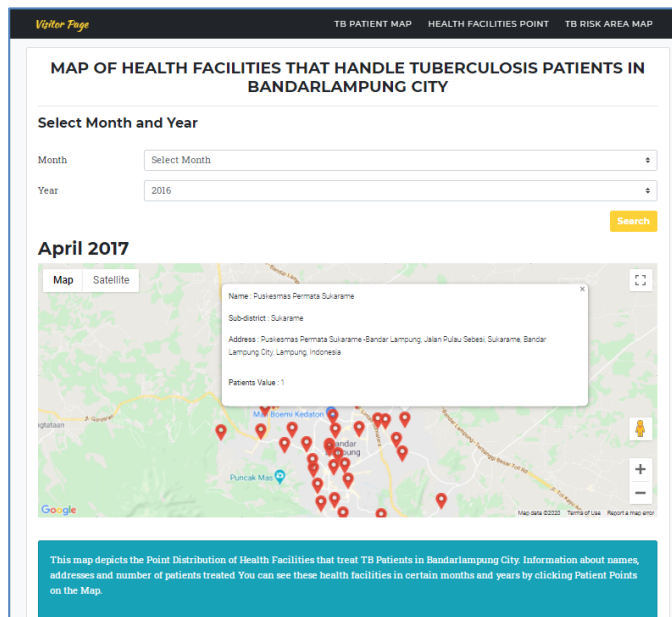 Visitor Page
TB PATIENT MAP HEALTH FACILITIES POINT TB RISK AREA MAP
MAP OF HEALTH FACILITIES THAT HANDLE TUBERCULOSIS PATIENTS IN
BANDARLAMPUNG CITY
Select Month and Year
Month Select Month
Year 2016
Search
April 2017
Map Satellite
Name : Puskesmas Permata Sukarame
Sub-district : Sukarame
Address : Puskesmas Permata Sukarame -Bandar Lampung, Jalan Pulau Sebesi, Sukarame, Bandar
Lampung City, Lampung, Indonesia
Patients Value : 1
Boemi Kedaton
Puncak Mas
Google
Map data ©2020 Terms of Use Report a map error
This map depicts the Point Distribution of Health Facilities that treat TB Patients in Bandarlampung City. Information about names,
addresses and number of patients treated You can see these health facilities in certain months and years by clicking Patient Points
on the Map.